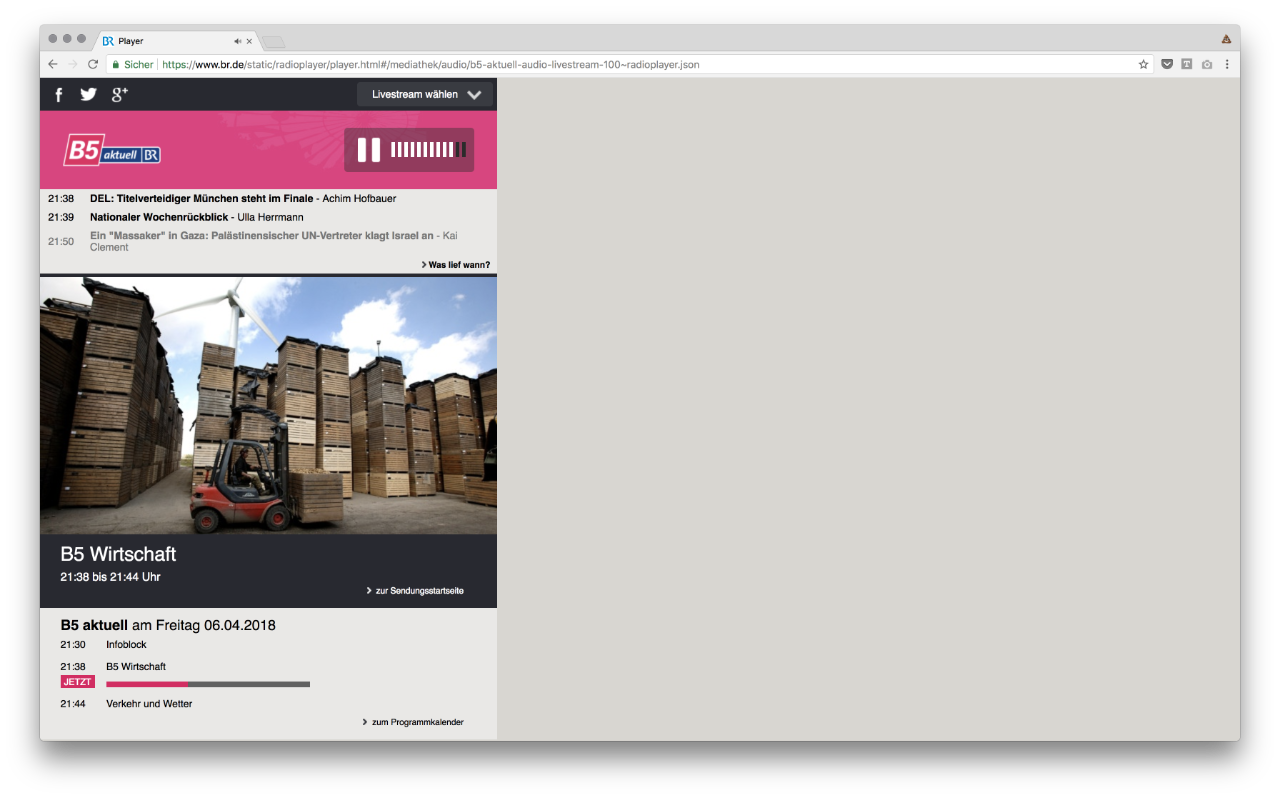 BR Player
Sicher | https://www.br.de/static/radioplayer/player.html#/mediathek/audio/b5-aktuell-audio-livestream-100~radioplayer.json
f g+ Livestream wählen
B5 aktuell BR
21:38 DEL: Titelverteidiger München steht im Finale - Achim Hofbauer
21:39 Nationaler Wochenrückblick - Ulla Herrmann
21:50 Ein "Massaker" in Gaza: Palästinensischer UN-Vertreter klagt Israel an - Kai
Clement
Was lief wann?
B5 Wirtschaft
21:38 bis 21:44 Uhr
zur Sendungsstartseite
B5 aktuell am Freitag 06.04.2018
21:30 Infoblock
21:38 B5 Wirtschaft
JETZT
21:44 Verkehr und Wetter
zum Programmkalender